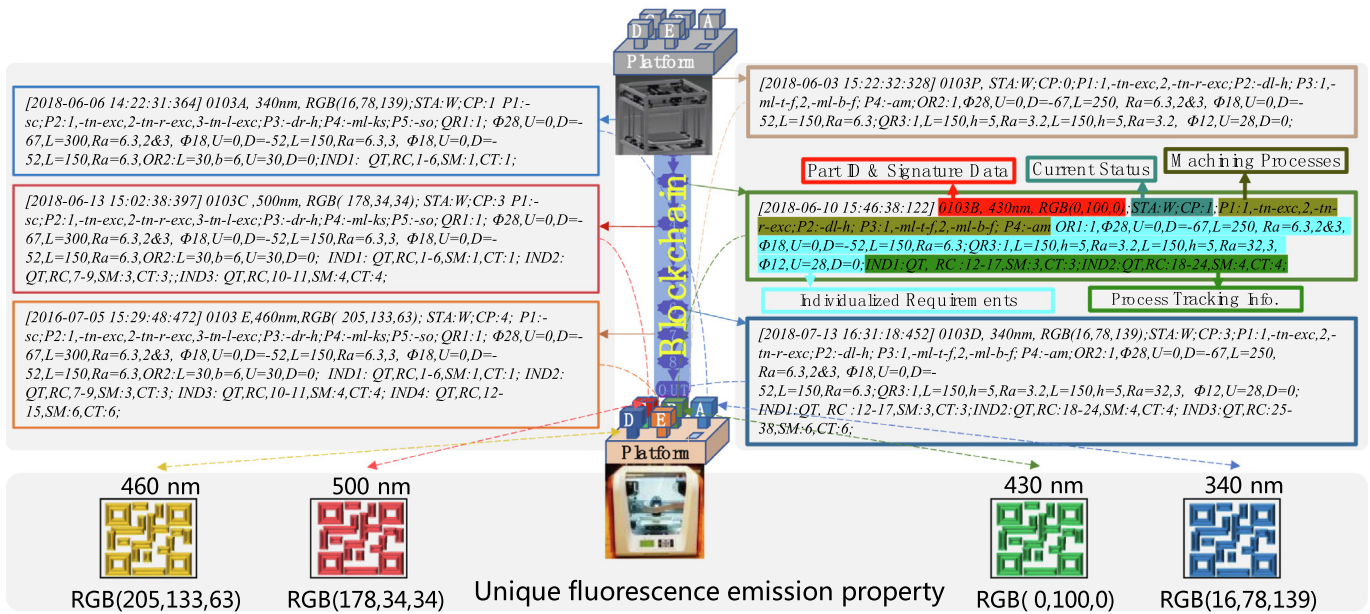 D E A
Platform
[2018-06-06 14:22:31:364] 0103A, 340nm, RGB(16,78,139);STA:W;CP:1 P1:-
sc;P2:1,-tn-exc,2-tn-r-exc,3-tn-l-exc;P3:-dr-h;P4:-ml-ks;P5:-so;QR1:1; Φ28,U=0,D=-
67,L=300,Ra=6.3,2&3, Φ18,U=0,D=-52,L=150,Ra=6.3,3, Φ18,U=0,D=-
52,L=150,Ra=6.3,OR2:L=30,b=6,U=30,D=0;IND1: QT,RC,1-6,SM:1,CT:1;
[2018-06-13 15:02:38:397] 0103C ,500nm, RGB( 178,34,34); STA:W;CP:3 P1:-
sc;P2:1,-tn-exc,2-tn-r-exc,3-tn-l-exc;P3:-dr-h;P4:-ml-ks;P5:-so; QR1:1; Φ28,U=0,D=-
67,L=300,Ra=6.3,2&3, Φ18,U=0,D=-52,L=150,Ra=6.3,3, Φ18,U=0,D=-
52,L=150,Ra=6.3,OR2:L=30,b=6,U=30,D=0; IND1: QT,RC,1-6,SM:1,CT:1; IND2:
QT,RC,7-9,SM:3,CT:3;;IND3: QT,RC,10-11,SM:4,CT:4;
[2016-07-05 15:29:48:472] 0103 E,460nm,RGB( 205,133,63); STA:W;CP:4; P1:-
sc;P2:1,-tn-exc,2-tn-r-exc,3-tn-l-exc;P3:-dr-h;P4:-ml-ks;P5:-so; QR1:1; Φ28,U=0,D=-
67,L=300,Ra=6.3,2&3, Φ18,U=0,D=-52,L=150,Ra=6.3,3, Φ18,U=0,D=-
52,L=150,Ra=6.3,OR2:L=30,b=6,U=30,D=0; IND1: QT,RC,1-6,SM:1,CT:1; IND2:
QT,RC,7-9,SM:3,CT:3; IND3: QT,RC,10-11,SM:4,CT:4; IND4: QT,RC,12-
15,SM:6,CT:6;
Blockchain
7
8
OUT
[2018-06-03 15:22:32:328] 0103P, STA:W;CP:0;P1:1,-tn-exc,2,-tn-r-exc;P2:-dl-h; P3:1,-
ml-t-f,2,-ml-b-f; P4:-am;OR2:1,Φ28,U=0,D=-67,L=250, Ra=6.3,2&3, Φ18,U=0,D=-
52,L=150,Ra=6.3;QR3:1,L=150,h=5,Ra=3.2,L=150,h=5,Ra=3.2, Φ12,U=28,D=0;
Part ID & Signature Data
Current Status
Machining Processes
[2018-06-10 15:46:38:122] 0103B, 430nm, RGB(0,100,0);STA:W;CP:1;P1:1,-tn-exc,2,-tn-
r-exc;P2:-dl-h; P3:1,-ml-t-f,2,-ml-b-f; P4:-am OR1:1,Φ28,U=0,D=-67,L=250, Ra=6.3,2&3,
Φ18,U=0,D=-52,L=150,Ra=6.3;QR3:1,L=150,h=5,Ra=3.2,L=150,h=5,Ra=32,3,
Φ12,U=28,D=0;IND1:QT, RC :12-17,SM:3,CT:3;IND2:QT,RC:18-24,SM:4,CT:4;
Individualized Requirements
Process Tracking Info.
[2018-07-13 16:31:18:452] 0103D, 340nm, RGB(16,78,139);STA:W;CP:3;P1:1,-tn-exc,2,-
tn-r-exc;P2:-dl-h; P3:1,-ml-t-f,2,-ml-b-f; P4:-am;OR2:1,Φ28,U=0,D=-67,L=250,
Ra=6.3,2&3, Φ18,U=0,D=-
52,L=150,Ra=6.3;QR3:1,L=150,h=5,Ra=3.2,L=150,h=5,Ra=32,3, Φ12,U=28,D=0;
IND1:QT, RC :12-17,SM:3,CT:3;IND2:QT,RC:18-24,SM:4,CT:4; IND3:QT,RC:25-
38,SM:6,CT:6;
D E A
Platform
460 nm
500 nm
430 nm
340 nm
RGB(205,133,63)
RGB(178,34,34)
Unique fluorescence emission property
RGB( 0,100,0)
RGB(16,78,139)